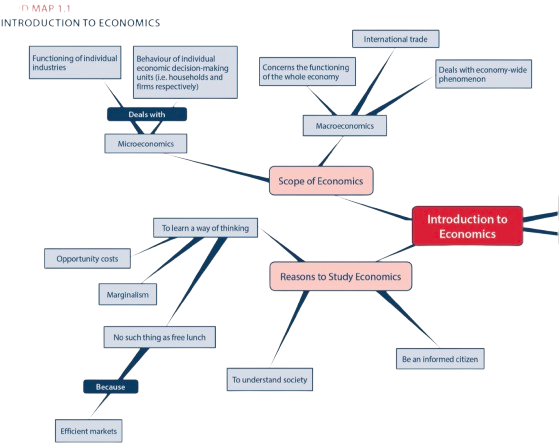 MAP 1.1
INTRODUCTION TO ECONOMICS
International trade
Functioning of individual
industries
Behaviour of individual
economic decision-making
units (i.e. households and
firms respectively)
Concerns the functioning
of the whole economy
Deals with economy-wide
phenomenon
Deals with
Macroeconomics
Microeconomics
Scope of Economics
Introduction to
Economics
To learn a way of thinking
Opportunity costs
Reasons to Study Economics
Marginalism
No such thing as free lunch
Be an informed citizen
To understand society
Because
Efficient markets